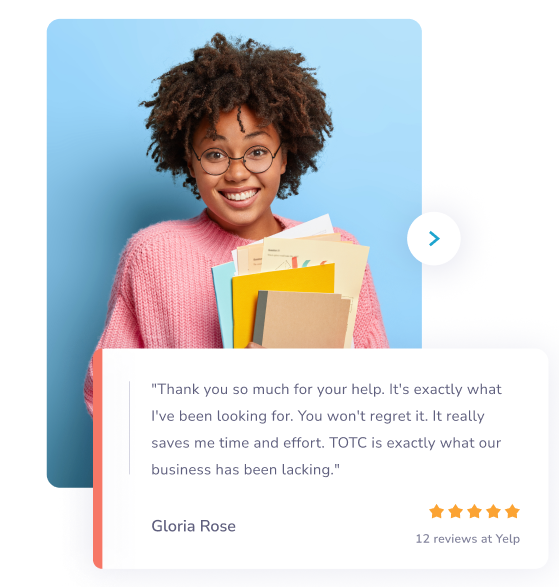 "Thank you so much for your help. It's exactly what
I've been looking for. You won't regret it. It really
saves me time and effort. TOTC is exactly what our
business has been lacking."
Gloria Rose
12 reviews at Yelp